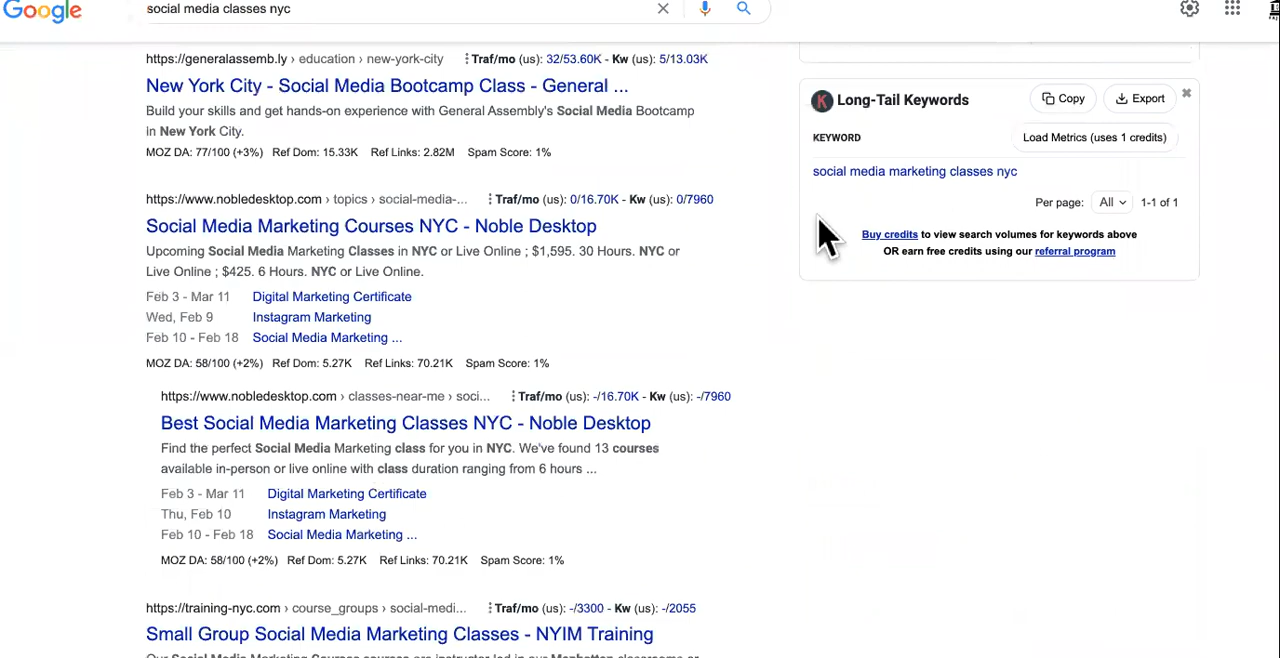 Google
social media classes nyc
https://generalassemb.ly › education › new-york-city ⋮Traf/mo (us): 32/53.60K - Kw (us): 5/13.03K
New York City - Social Media Bootcamp Class - General ...
Build your skills and get hands-on experience with General Assembly's Social Media Bootcamp
in New York City.
MOZ DA: 77/100 (+3%) Ref Dom: 15.33K Ref Links: 2.82M Spam Score: 1%
https://www.nobledesktop.com › topics › social-media-... ⋮Traf/mo (us): 0/16.70K - Kw (us): 0/7960
Social Media Marketing Courses NYC - Noble Desktop
Upcoming Social Media Marketing Classes in NYC or Live Online ; $1,595. 30 Hours. NYC or
Live Online ; $425. 6 Hours. NYC or Live Online.
Feb 3 - Mar 11 Digital Marketing Certificate
Wed, Feb 9 Instagram Marketing
Feb 10 - Feb 18 Social Media Marketing ...
MOZ DA: 58/100 (+2%) Ref Dom: 5.27K Ref Links: 70.21K Spam Score: 1%
https://www.nobledesktop.com › classes-near-me › soci... ⋮Traf/mo (us): -/16.70K - Kw (us): -/7960
Best Social Media Marketing Classes NYC - Noble Desktop
Find the perfect Social Media Marketing class for you in NYC. We've found 13 courses
available in-person or live online with class duration ranging from 6 hours ...
Feb 3 - Mar 11 Digital Marketing Certificate
Thu, Feb 10 Instagram Marketing
Feb 10 - Feb 18 Social Media Marketing ...
MOZ DA: 58/100 (+2%) Ref Dom: 5.27K Ref Links: 70.21K Spam Score: 1%
https://training-nyc.com › course_groups › social-medi... ⋮Traf/mo (us): -/3300 - Kw (us): -/2055
Small Group Social Media Marketing Classes - NYIM Training
Our Social Media Marketing Courses courses are instructor led in our Manhattan classrooms or
K Long-Tail Keywords Copy Export
KEYWORD Load Metrics (uses 1 credits)
social media marketing classes nyc
Per page: All 1-1 of 1
Buy credits to view search volumes for keywords above
OR earn free credits using our referral program